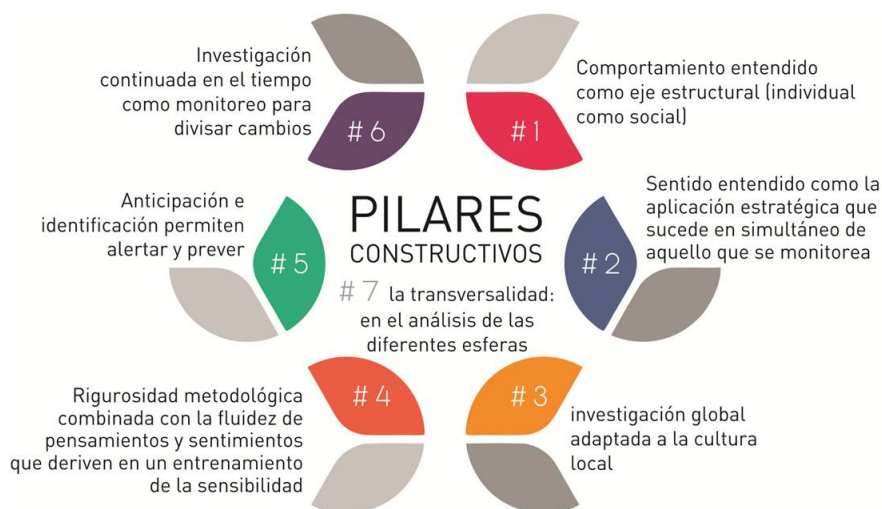 PILARES
CONSTRUCTIVOS
# 1
Comportamiento entendido
como eje estructural (individual
como social)
# 2
Sentido entendido como la
aplicación estratégica que
sucede en simultáneo de
aquello que se monitorea
# 3
investigación global
adaptada a la cultura
local
# 4
Rigurosidad metodológica
combinada con la fluidez de
pensamientos y sentimientos
que deriven en un entrenamiento
de la sensibilidad
# 5
Anticipación e
identificación permiten
alertar y prever
# 6
Investigación
continuada en el tiempo
como monitoreo para
divisar cambios
# 7 la transversalidad:
en el análisis de las
diferentes esferas